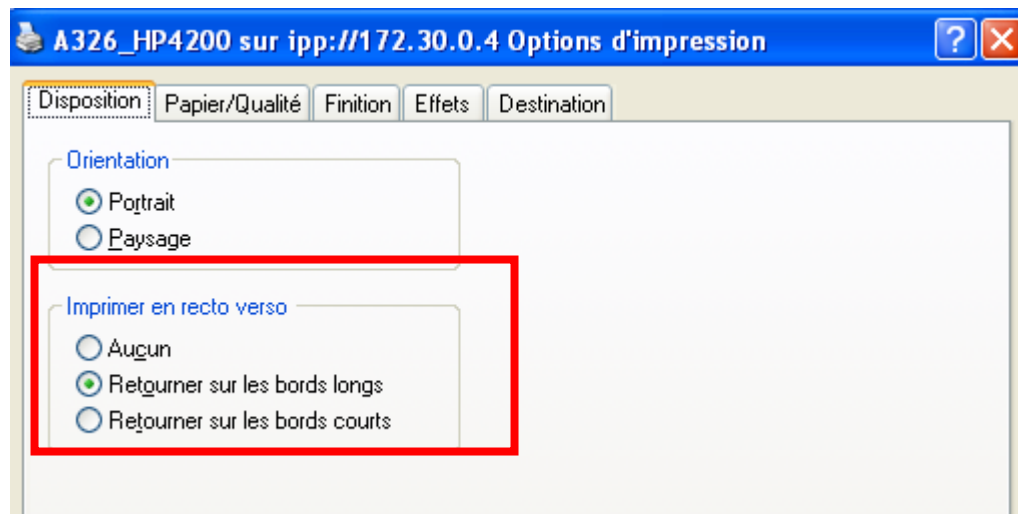 A326_HP4200 sur ipp://172.30.0.4 Options d'impression
Disposition Papier/Qualité Finition Effets Destination
Orientation
Portrait
Paysage
Imprimer en recto verso
Aucun
Retourner sur les bords longs
Retourner sur les bords courts